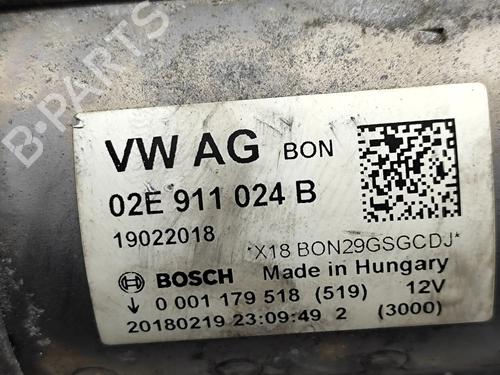 B-PARTS
VW AG BON
02E 911 024 B
19022018
*X18 BON29GSGCDJ*
BOSCH Made in Hungary
0 001 179 518 (519) 12V
20180219 23:09:49 2 (3000)